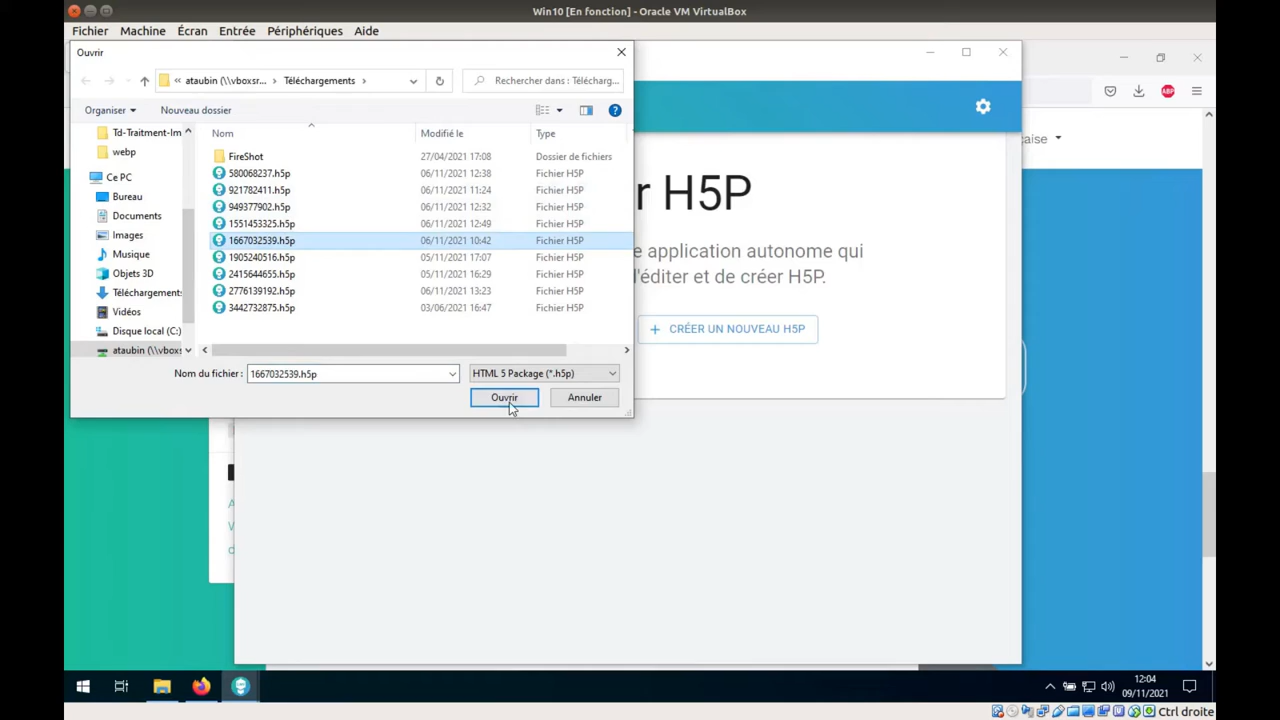 Win10 [En fonction] - Oracle VM VirtualBox
Fichier Machine Écran Entrée Périphériques Aide
Ouvrir
« ataubin (\\vboxsr... > Téléchargements >
Rechercher dans : Télécharg...
Organiser Nouveau dossier
Td-Traitment-Im
webp
Ce PC
Bureau
Documents
Images
Musique
Objets 3D
Téléchargements
Vidéos
Disque local (C:)
ataubin (\\vboxs
Nom Modifié le Type
FireShot 27/04/2021 17:08 Dossier de fichiers
580068237.h5p 06/11/2021 12:38 Fichier H5P
921782411.h5p 06/11/2021 11:24 Fichier H5P
949377902.h5p 06/11/2021 12:32 Fichier H5P
1551453325.h5p 06/11/2021 12:49 Fichier H5P
1667032539.h5p 06/11/2021 10:42 Fichier H5P
1905240516.h5p 05/11/2021 17:07 Fichier H5P
2415644655.h5p 05/11/2021 16:29 Fichier H5P
2776139192.h5p 06/11/2021 13:23 Fichier H5P
3442732875.h5p 03/06/2021 16:47 Fichier H5P
Nom du fichier : 1667032539.h5p HTML 5 Package (*.h5p)
Ouvrir Annuler
r H5P
e application autonome qui
'éditer et de créer H5P.
+ CRÉER UN NOUVEAU H5P
ABP
caise
A
V
d
12:04
09/11/2021
Ctrl droite